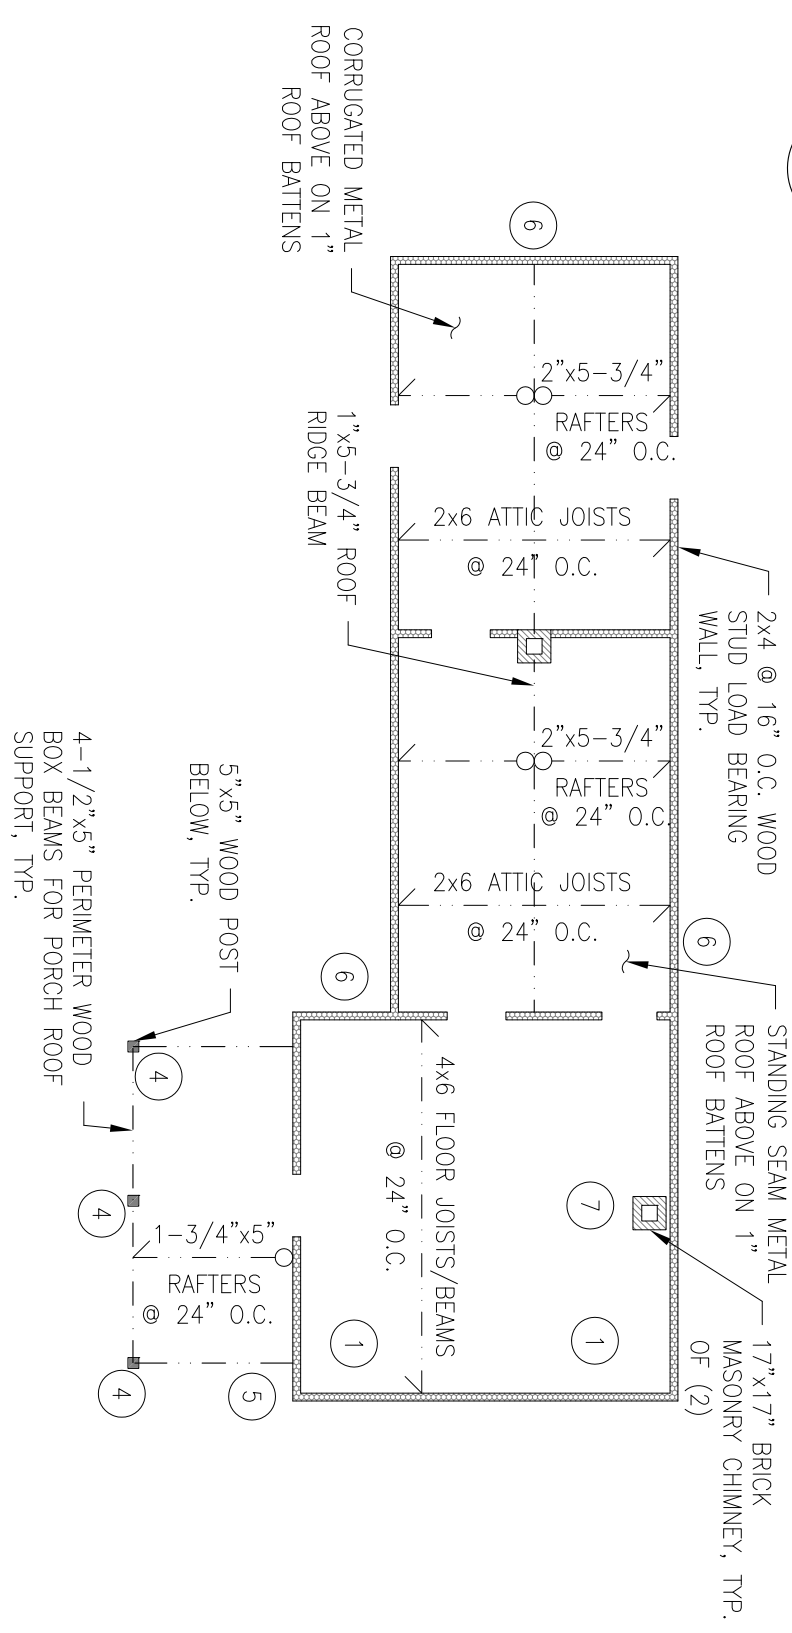 CORRUGATED METAL
ROOF ABOVE ON 1"
ROOF BATTENS
6
2"x5-3/4"
RAFTERS
@ 24" O.C.
1"x5-3/4" ROOF
RIDGE BEAM
2x6 ATTIC JOISTS
@ 24" O.C.
2x4 @ 16" O.C. WOOD
STUD LOAD BEARING
WALL, TYP.
2"x5-3/4"
RAFTERS
@ 24" O.C.
2x6 ATTIC JOISTS
@ 24" O.C.
6
6
STANDING SEAM METAL
ROOF ABOVE ON 1"
ROOF BATTENS
5"x5" WOOD POST
BELOW, TYP.
4-1/2"x5" PERIMETER WOOD
BOX BEAMS FOR PORCH ROOF
SUPPORT, TYP.
4
4
4
4x6 FLOOR JOISTS/BEAMS
@ 24" O.C.
7
1
1
1-3/4"x5"
RAFTERS
@ 24" O.C.
5
17"x17" BRICK
MASONRY CHIMNEY, TYP.
OF (2)